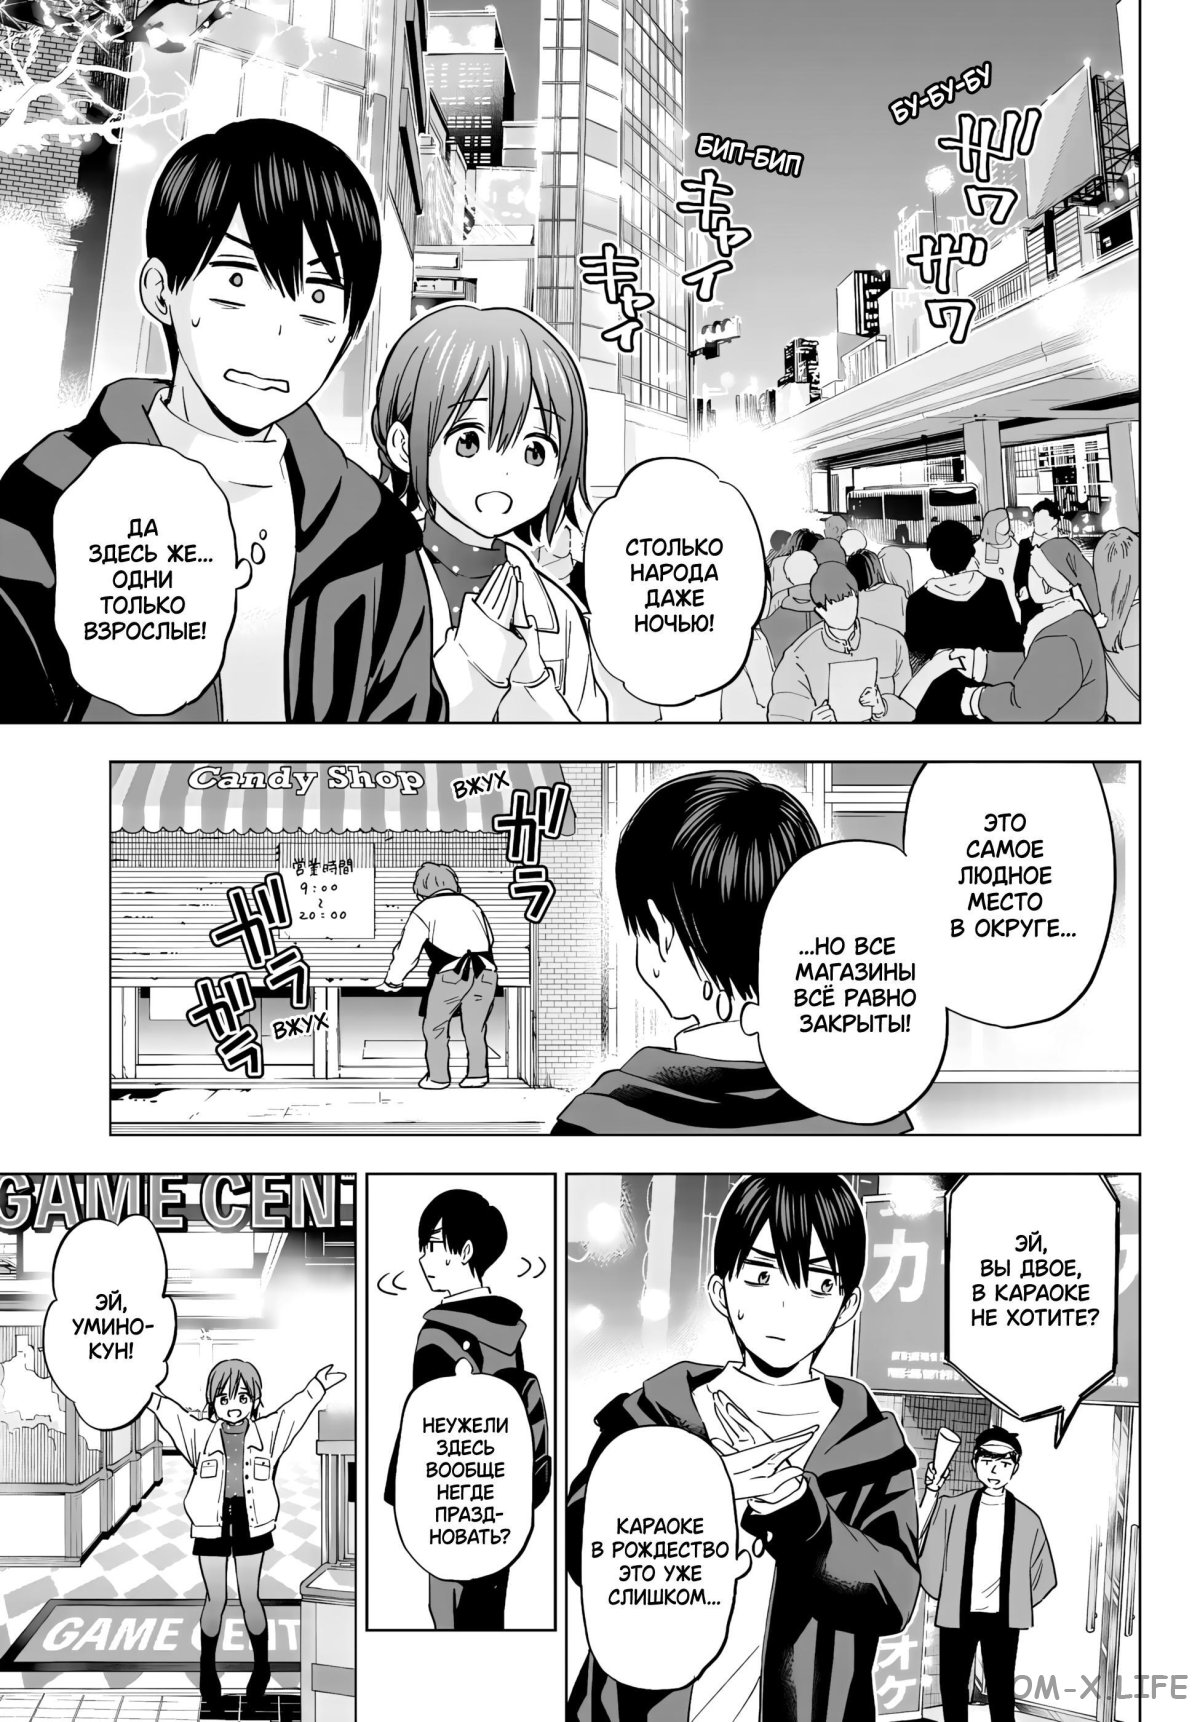 БУ-БУ-БУ
ザワ
ザワ
БИП-БИП
キャイ
キャイ
СТОЛЬКО
НАРОДА
ДАЖЕ
НОЧЬЮ!
ДА
ЗДЕСЬ ЖЕ...
ОДНИ
ТОЛЬКО
ВЗРОСЛЫЕ!
ЭТО
САМОЕ
ЛЮДНОЕ
МЕСТО
В ОКРУГЕ...
...НО ВСЕ
МАГАЗИНЫ
ВСЁ РАВНО
ЗАКРЫТЫ!
Candy Shop
ВЖУХ
ガラ
営業時間
9:00
~
20:00
ガラ
ガラ
ВЖУХ
ЭЙ,
ВЫ ДВОЕ,
В КАРАОКЕ
НЕ ХОТИТЕ?
カ
КАРАОКЕ
В РОЖДЕСТВО
ЭТО УЖЕ
СЛИШКОМ...
オケ
НЕУЖЕЛИ
ЗДЕСЬ
ВООБЩЕ
НЕГДЕ
ПРАЗД-
НОВАТЬ?
GAME CENT
ЭЙ,
УМИНО-
КУН!
GAME CENT
OM-X.LIFE